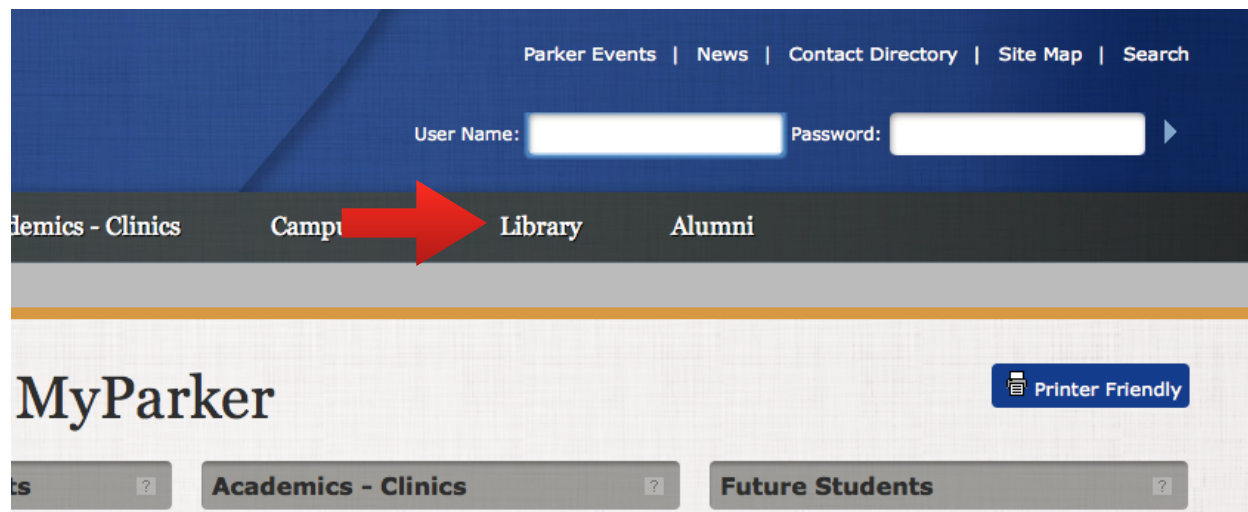 Parker Events | News | Contact Directory | Site Map | Search
User Name: Password:
Clinics Library Alumni
MyParker
Printer Friendly
? Academics - Clinics ? Future Students ?